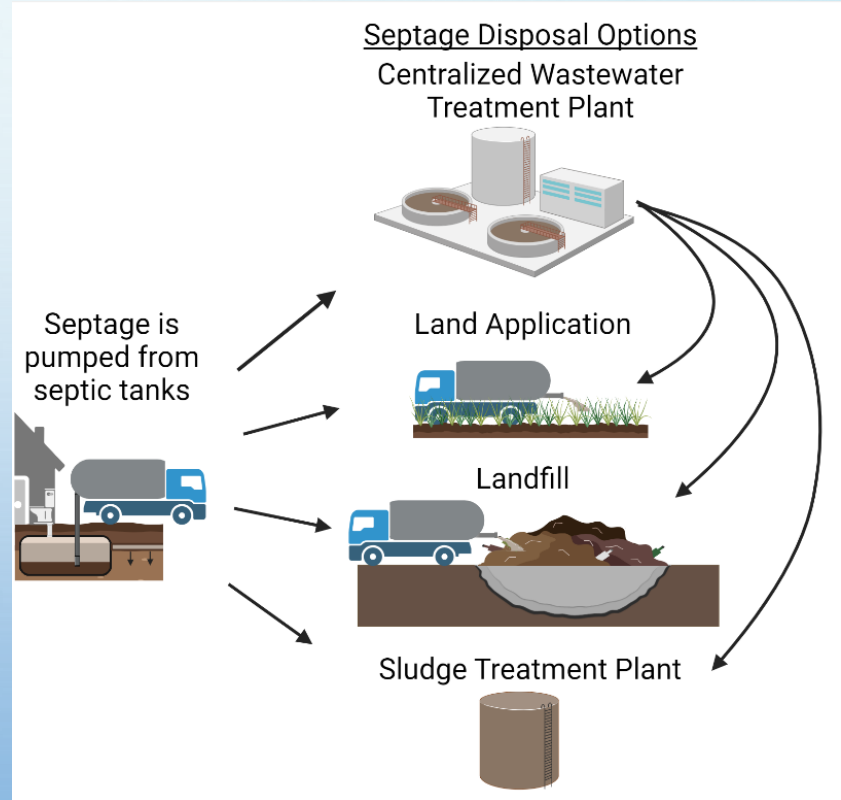 Septage Disposal Options
Centralized Wastewater
Treatment Plant
Septage is
pumped from
septic tanks
Land Application
Landfill
Sludge Treatment Plant